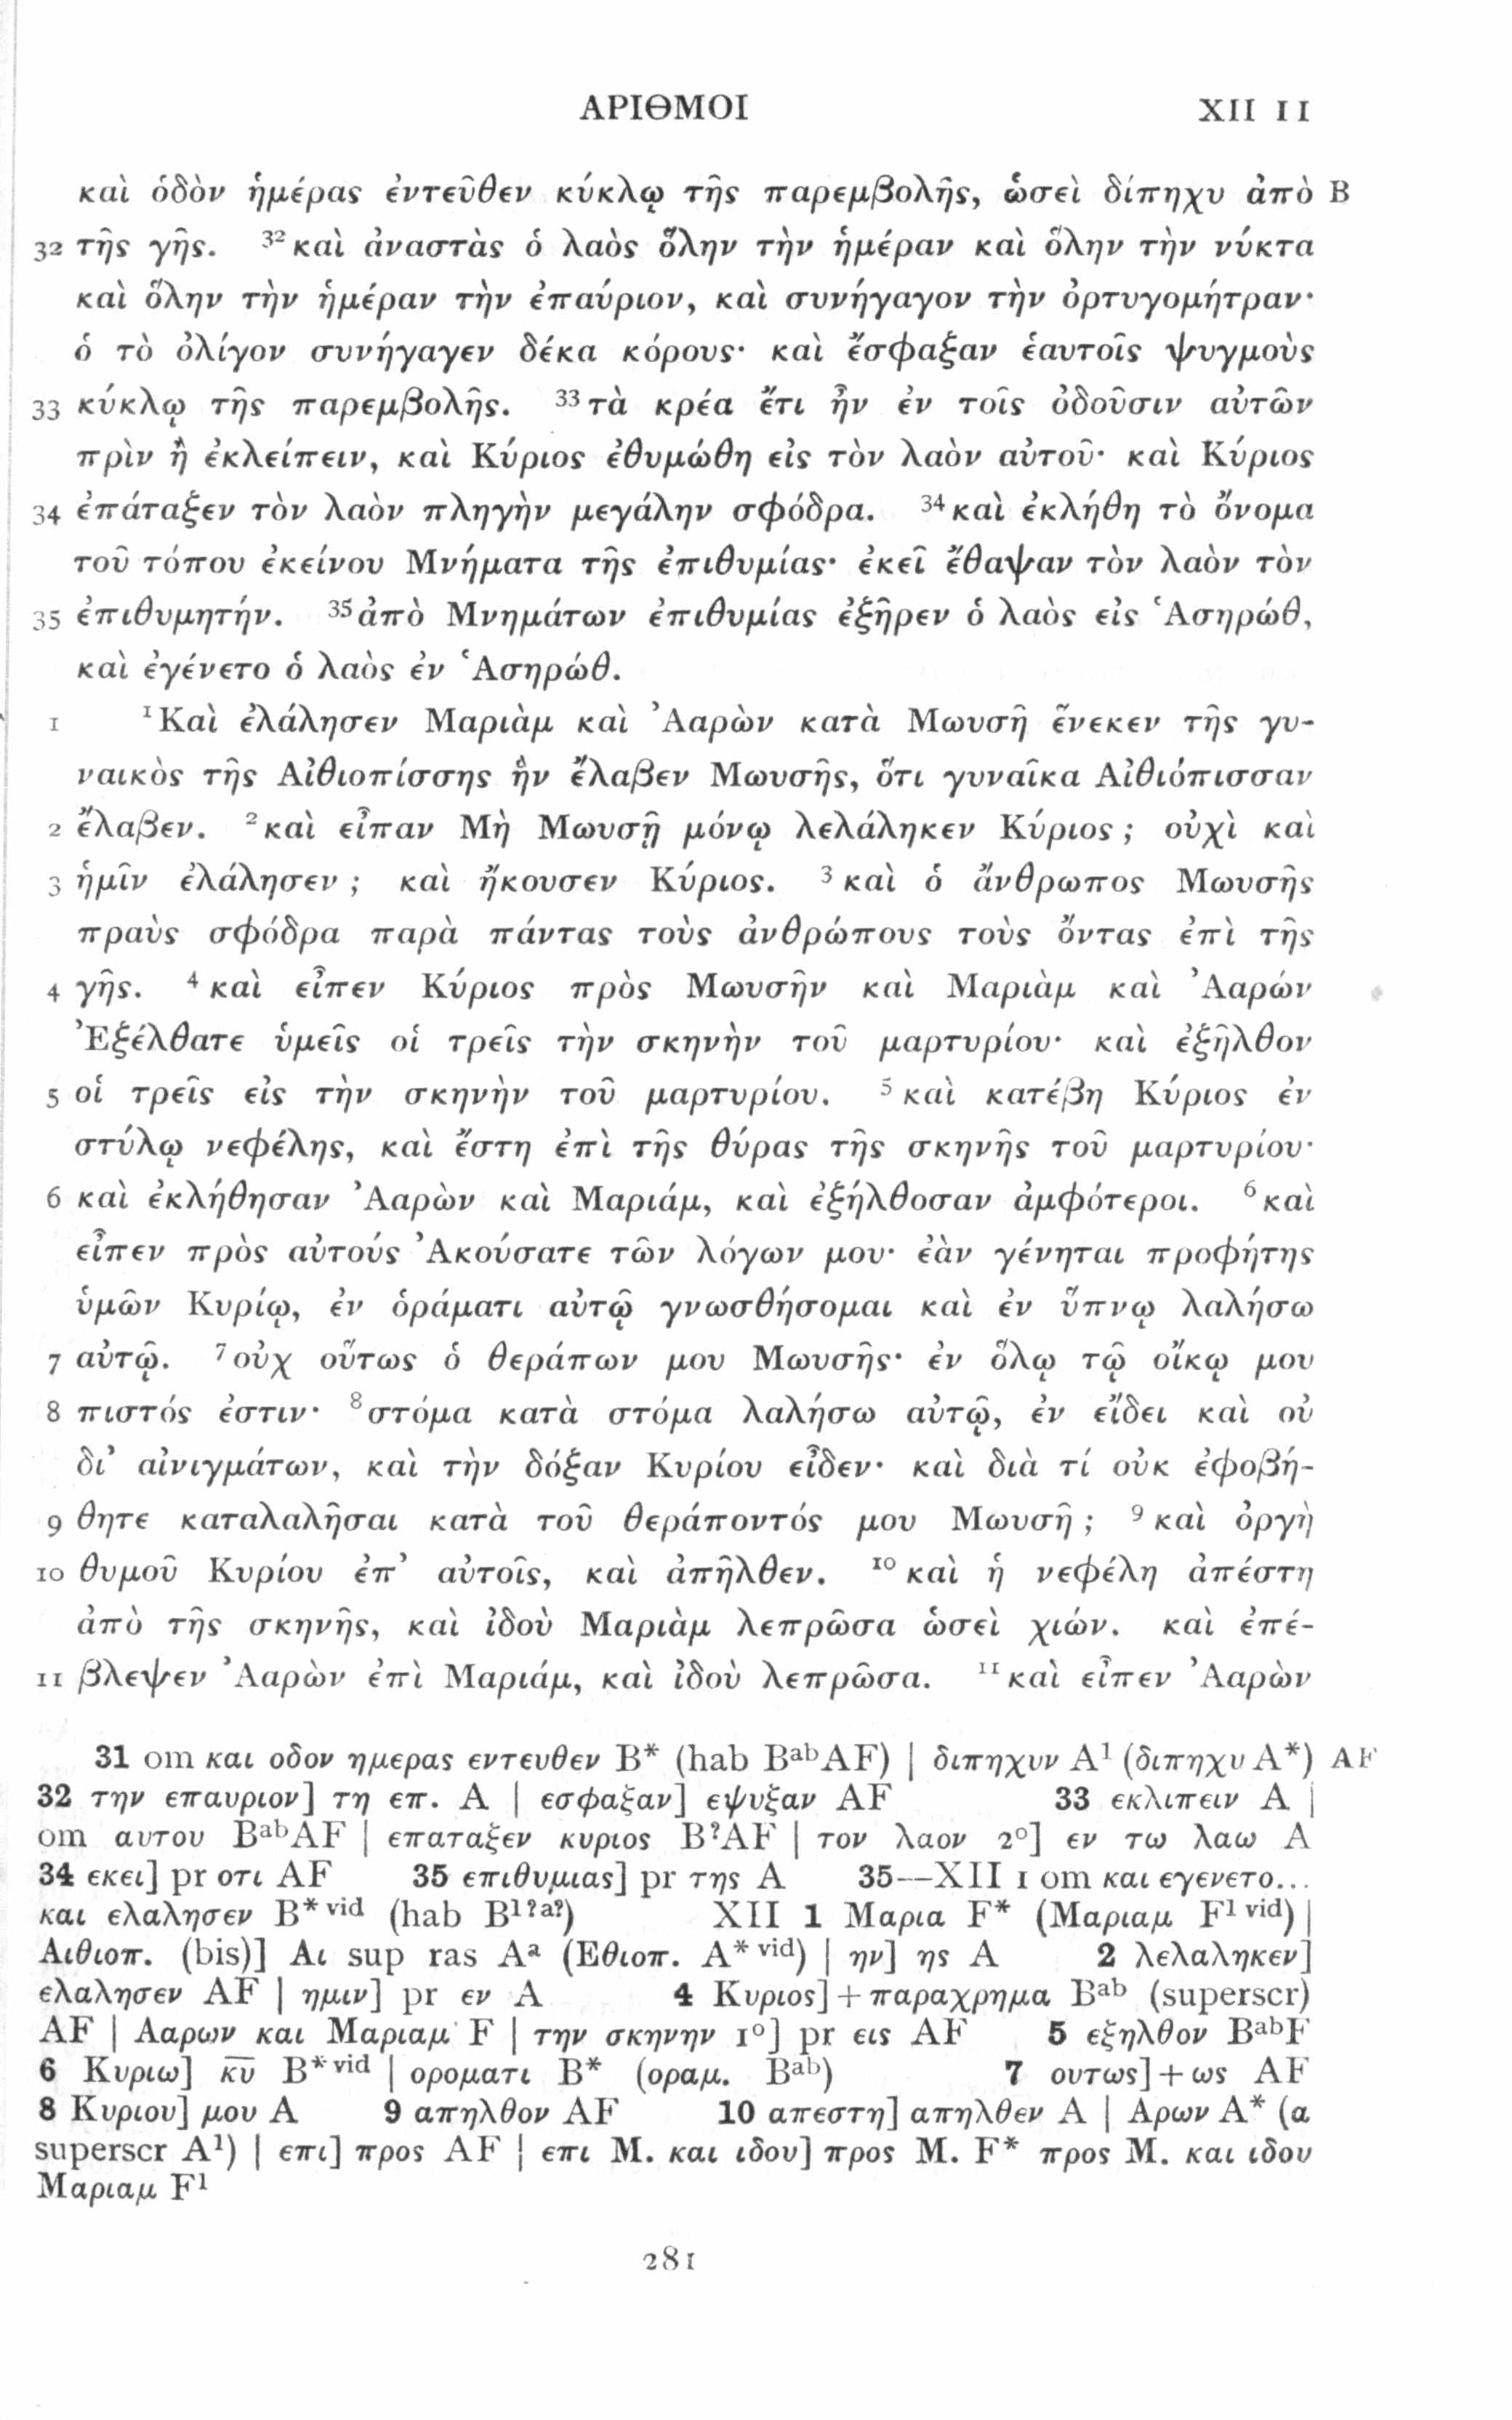 ΑΡΙΘΜΟΙ XII 11
καὶ ὁδὸν ἡμέρας ἐντεῦθεν κύκλῳ τῆς παρεμβολῆς, ὡσεὶ δίπηχυ ἀπὸ B
32 τῆς γῆς. ³²καὶ ἀναστὰς ὁ λαὸς ὅλην τὴν ἡμέραν καὶ ὅλην τὴν νύκτα
καὶ ὅλην τὴν ἡμέραν τὴν ἐπαύριον, καὶ συνήγαγον τὴν ὀρτυγομήτραν·
ὁ τὸ ὀλίγον συνήγαγεν δέκα κόρους· καὶ ἔσφαξαν ἑαυτοῖς ψυγμοὺς
33 κύκλῳ τῆς παρεμβολῆς. ³³τὰ κρέα ἔτι ἦν ἐν τοῖς ὀδοῦσιν αὐτῶν
πρὶν ἢ ἐκλείπειν, καὶ Κύριος ἐθυμώθη εἰς τὸν λαὸν αὐτοῦ· καὶ Κύριος
34 ἐπάταξεν τὸν λαὸν πληγὴν μεγάλην σφόδρα. ³⁴καὶ ἐκλήθη τὸ ὄνομα
τοῦ τόπου ἐκείνου Μνήματα τῆς ἐπιθυμίας· ἐκεῖ ἔθαψαν τὸν λαὸν τὸν
35 ἐπιθυμητήν. ³⁵ἀπὸ Μνημάτων ἐπιθυμίας ἐξῆρεν ὁ λαὸς εἰς Ἁσηρώθ,
καὶ ἐγένετο ὁ λαὸς ἐν Ἁσηρώθ.
1 ¹Καὶ ἐλάλησεν Μαριὰμ καὶ Ἀαρὼν κατὰ Μωυσῆ ἕνεκεν τῆς γυ-
ναικὸς τῆς Αἰθιοπίσσης ἣν ἔλαβεν Μωυσῆς, ὅτι γυναῖκα Αἰθιόπισσαν
2 ἔλαβεν. ²καὶ εἶπαν Μὴ Μωυσῇ μόνῳ λελάληκεν Κύριος; οὐχὶ καὶ
3 ἡμῖν ἐλάλησεν; καὶ ἤκουσεν Κύριος. ³καὶ ὁ ἄνθρωπος Μωυσῆς
πραὺς σφόδρα παρὰ πάντας τοὺς ἀνθρώπους τοὺς ὄντας ἐπὶ τῆς
4 γῆς. ⁴καὶ εἶπεν Κύριος πρὸς Μωυσῆν καὶ Μαριὰμ καὶ Ἀαρών
Ἐξέλθατε ὑμεῖς οἱ τρεῖς τὴν σκηνὴν τοῦ μαρτυρίου· καὶ ἐξῆλθον
5 οἱ τρεῖς εἰς τὴν σκηνὴν τοῦ μαρτυρίου. ⁵καὶ κατέβη Κύριος ἐν
στύλῳ νεφέλης, καὶ ἔστη ἐπὶ τῆς θύρας τῆς σκηνῆς τοῦ μαρτυρίου·
6 καὶ ἐκλήθησαν Ἀαρὼν καὶ Μαριάμ, καὶ ἐξήλθοσαν ἀμφότεροι. ⁶καὶ
εἶπεν πρὸς αὐτούς Ἀκούσατε τῶν λόγων μου· ἐὰν γένηται προφήτης
ὑμῶν Κυρίῳ, ἐν ὁράματι αὐτῷ γνωσθήσομαι καὶ ἐν ὕπνῳ λαλήσω
7 αὐτῷ. ⁷οὐχ οὕτως ὁ θεράπων μου Μωυσῆς· ἐν ὅλῳ τῷ οἴκῳ μου
8 πιστός ἐστιν· ⁸στόμα κατὰ στόμα λαλήσω αὐτῷ, ἐν εἴδει καὶ οὐ
δι’ αἰνιγμάτων, καὶ τὴν δόξαν Κυρίου εἶδεν· καὶ διὰ τί οὐκ ἐφοβή-
9 θητε καταλαλῆσαι κατὰ τοῦ θεράποντός μου Μωυσῆ; ⁹καὶ ὀργὴ
10 θυμοῦ Κυρίου ἐπ’ αὐτοῖς, καὶ ἀπῆλθεν. ¹⁰καὶ ἡ νεφέλη ἀπέστη
ἀπὸ τῆς σκηνῆς, καὶ ἰδοὺ Μαριὰμ λεπρῶσα ὡσεὶ χιών. καὶ ἐπέ-
11 βλεψεν Ἀαρὼν ἐπὶ Μαριάμ, καὶ ἰδοὺ λεπρῶσα. ¹¹καὶ εἶπεν Ἀαρὼν
31 om και οδον ημερας εντευθεν B* (hab BᵃᵇAF) | διπηχυν A¹ (διπηχυ A*) AF
32 την επαυριον] τη επ. A | εσφαξαν] εψυξαν AF 33 εκλιπειν A |
om αυτου BᵃᵇAF | επαταξεν κυριος B?AF | τον λαον 2°] εν τω λαω A
34 εκει] pr οτι AF 35 επιθυμιας] pr της A 35—XII 1 om και εγενετο...
και ελαλησεν B*ᵛⁱᵈ (hab B¹?ᵃ?) XII 1 Μαρια F* (Μαριαμ F¹ᵛⁱᵈ) |
Αιθιοπ. (bis)] Αι sup ras Aᵃ (Εθιοπ. A*ᵛⁱᵈ) | ην] ης A 2 λελαληκεν]
ελαλησεν AF | ημιν] pr εν A 4 Κυριος] + παραχρημα Bᵃᵇ (superscr)
AF | Ααρων και Μαριαμ F | την σκηνην 1°] pr εις AF 5 εξηλθον BᵃᵇF
6 Κυριω] κ̅υ̅ B*ᵛⁱᵈ | οροματι B* (οραμ. Bᵃᵇ) 7 ουτως] + ως AF
8 Κυριου] μου A 9 απηλθον AF 10 απεστη] απηλθεν A | Αρων A* (α
superscr A¹) | επι] προς AF | επι Μ. και ιδου] προς Μ. F* προς Μ. και ιδου
Μαριαμ F¹
281